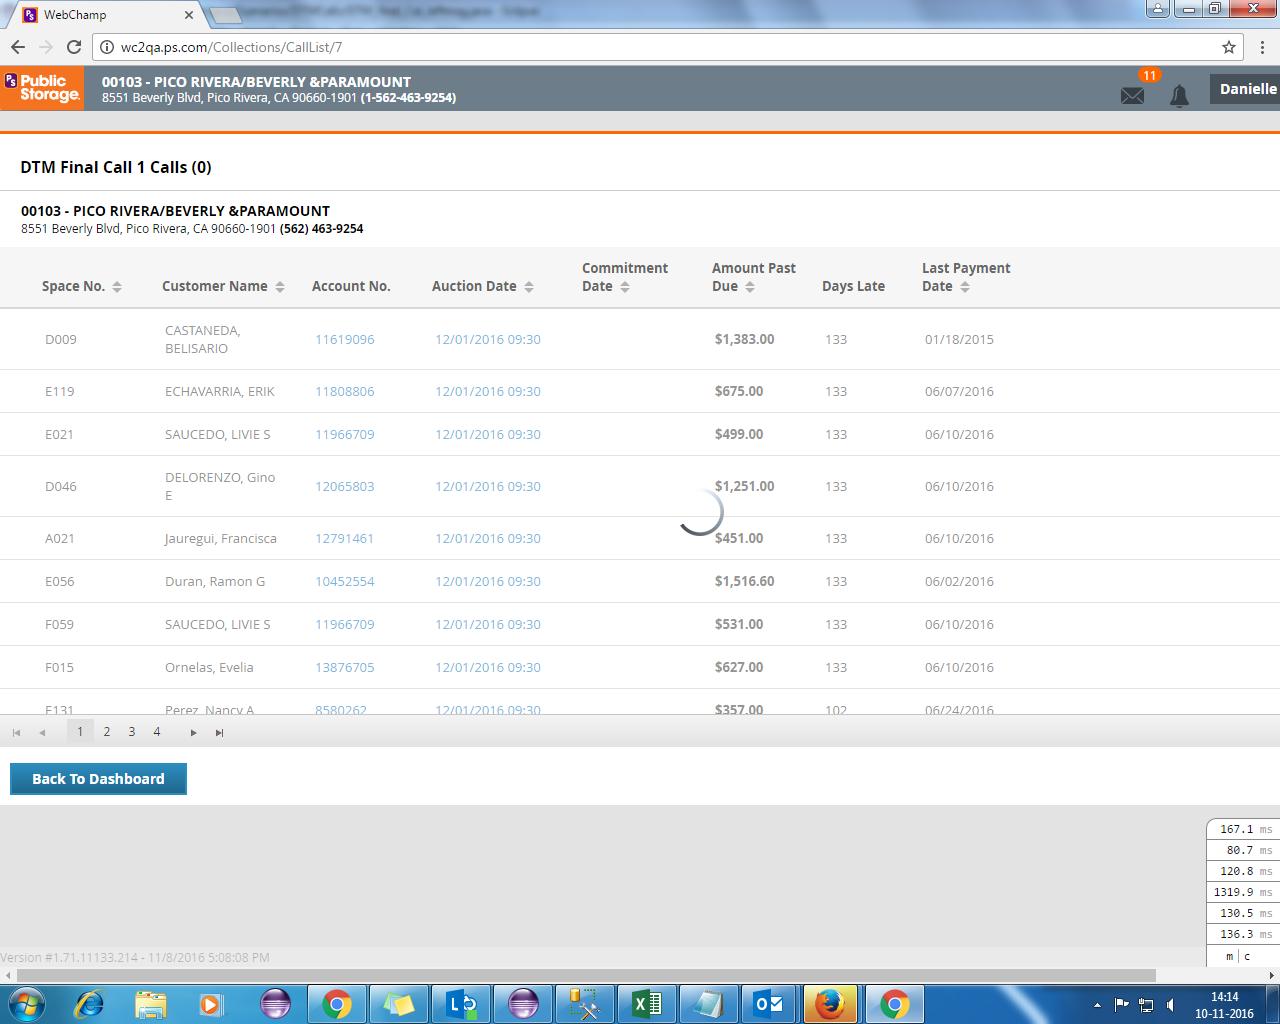 WebChamp
wc2qa.ps.com/Collections/CallList/7
PS Public Storage.
00103 - PICO RIVERA/BEVERLY &PARAMOUNT
8551 Beverly Blvd, Pico Rivera, CA 90660-1901 (1-562-463-9254)
11
Danielle
DTM Final Call 1 Calls (0)
00103 - PICO RIVERA/BEVERLY &PARAMOUNT
8551 Beverly Blvd, Pico Rivera, CA 90660-1901 (562) 463-9254
Space No. Customer Name Account No. Auction Date Commitment Date Amount Past Due Days Late Last Payment Date
D009 CASTANEDA, BELISARIO 11619096 12/01/2016 09:30 $1,383.00 133 01/18/2015
E119 ECHAVARRIA, ERIK 11808806 12/01/2016 09:30 $675.00 133 06/07/2016
E021 SAUCEDO, LIVIE S 11966709 12/01/2016 09:30 $499.00 133 06/10/2016
D046 DELORENZO, Gino E 12065803 12/01/2016 09:30 $1,251.00 133 06/10/2016
A021 Jauregui, Francisca 12791461 12/01/2016 09:30 $451.00 133 06/10/2016
E056 Duran, Ramon G 10452554 12/01/2016 09:30 $1,516.60 133 06/02/2016
F059 SAUCEDO, LIVIE S 11966709 12/01/2016 09:30 $531.00 133 06/10/2016
F015 Ornelas, Evelia 13876705 12/01/2016 09:30 $627.00 133 06/10/2016
E131 Perez, Nancy A 8580262 12/01/2016 09:30 $357.00 102 06/24/2016
1 2 3 4
Back To Dashboard
167.1 ms
80.7 ms
120.8 ms
1319.9 ms
130.5 ms
136.3 ms
m | c
Version #1.71.11133.214 - 11/8/2016 5:08:08 PM
14:14
10-11-2016